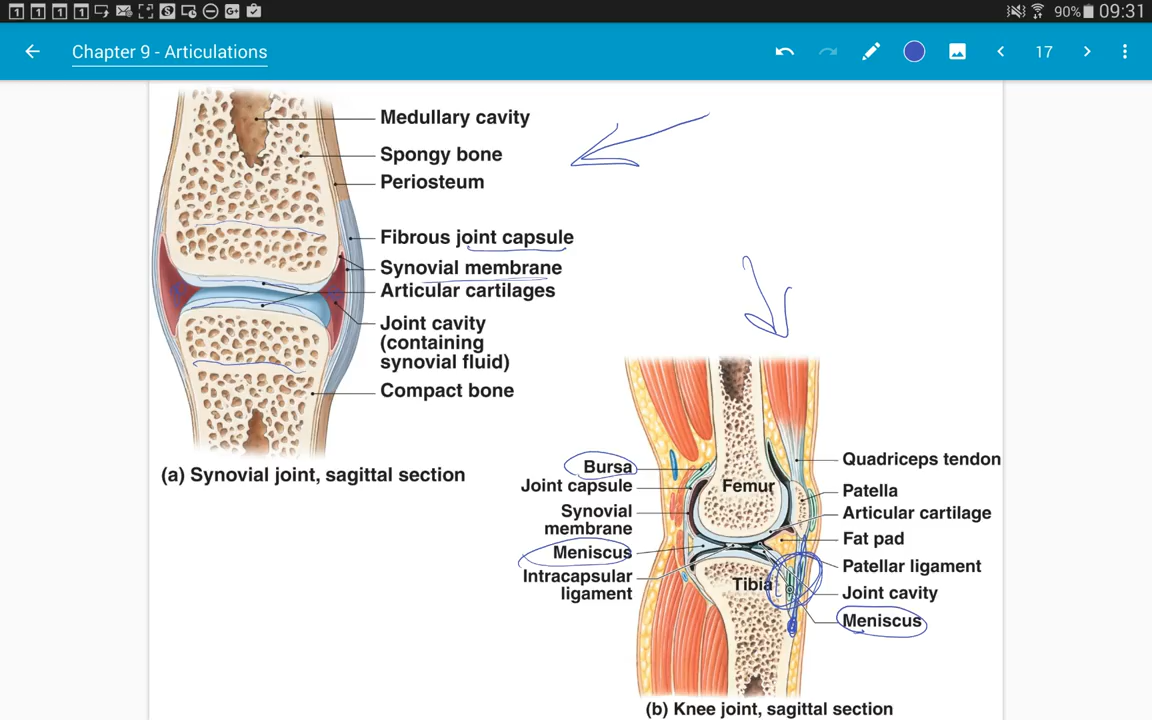 90% 09:31
Chapter 9 - Articulations
17
Medullary cavity
Spongy bone
Periosteum
Fibrous joint capsule
Synovial membrane
Articular cartilages
Joint cavity
(containing
synovial fluid)
Compact bone
(a) Synovial joint, sagittal section
Bursa
Joint capsule
Synovial
membrane
Meniscus
Intracapsular
ligament
Femur
Tibia
Quadriceps tendon
Patella
Articular cartilage
Fat pad
Patellar ligament
Joint cavity
Meniscus
(b) Knee joint, sagittal section